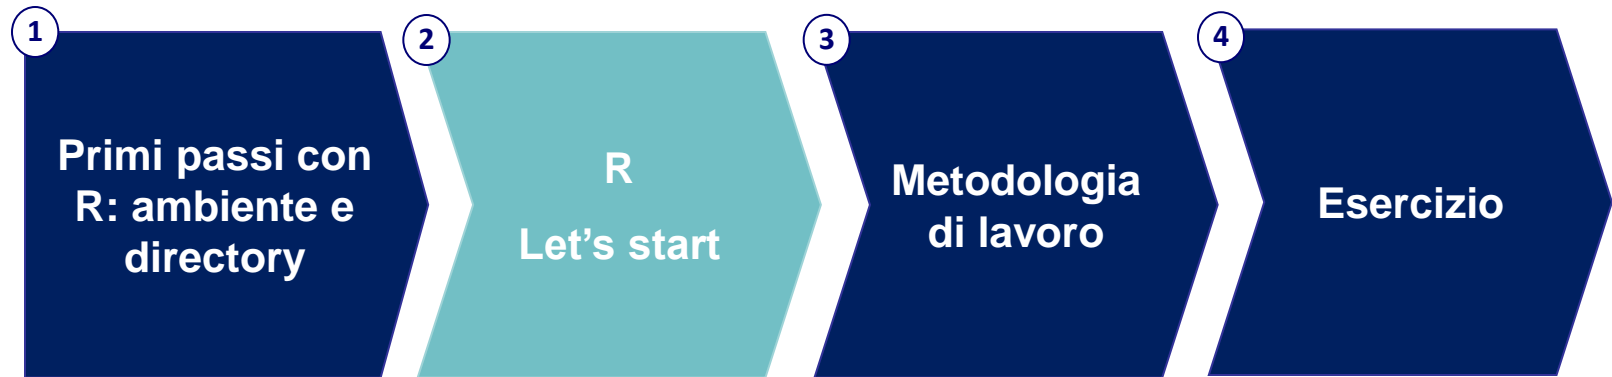 1
Primi passi con
R: ambiente e
directory
2
R
Let’s start
3
Metodologia
di lavoro
4
Esercizio